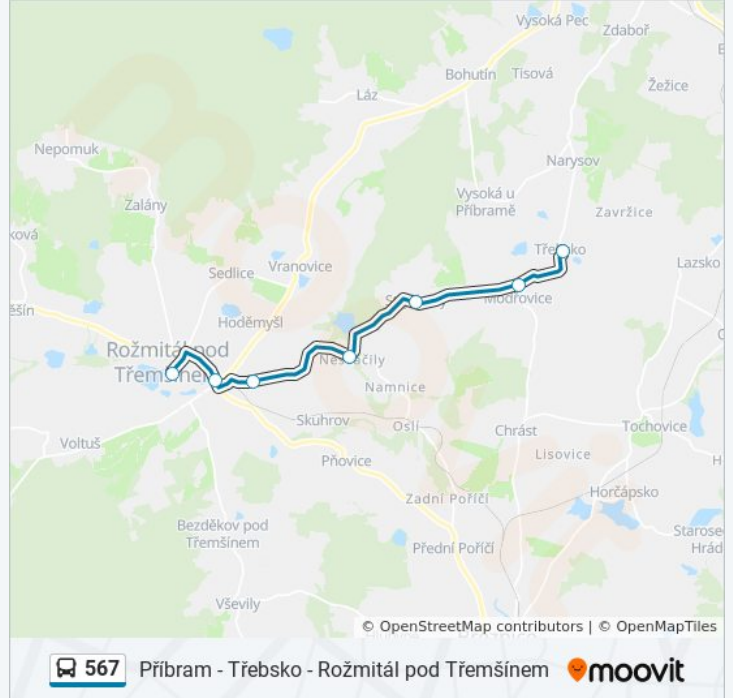 Vysoká Pec
Zdaboř
Bohutín
Tisová
Žežice
Láz
Nepomuk
Narysov
Vysoká u
Příbramě
Zavržice
Zalány
ková
Třebsko
Lazsko
Sedlice
Vranovice
Modřovice
ěšín
Hoděmyšl
Rožmitál pod
Třemšínem
Namnice
Skuhrov
Oslí
Chrást
Tochovice
Voltuš
Pňovice
Lisovice
Zadní Poříčí
Horčápsko
Bezděkov pod
Třemšínem
Starose
Hrád
Přední Poříčí
Vševily
© OpenStreetMap contributors | © OpenMapTiles
567
Příbram - Třebsko - Rožmitál pod Třemšínem
moovit